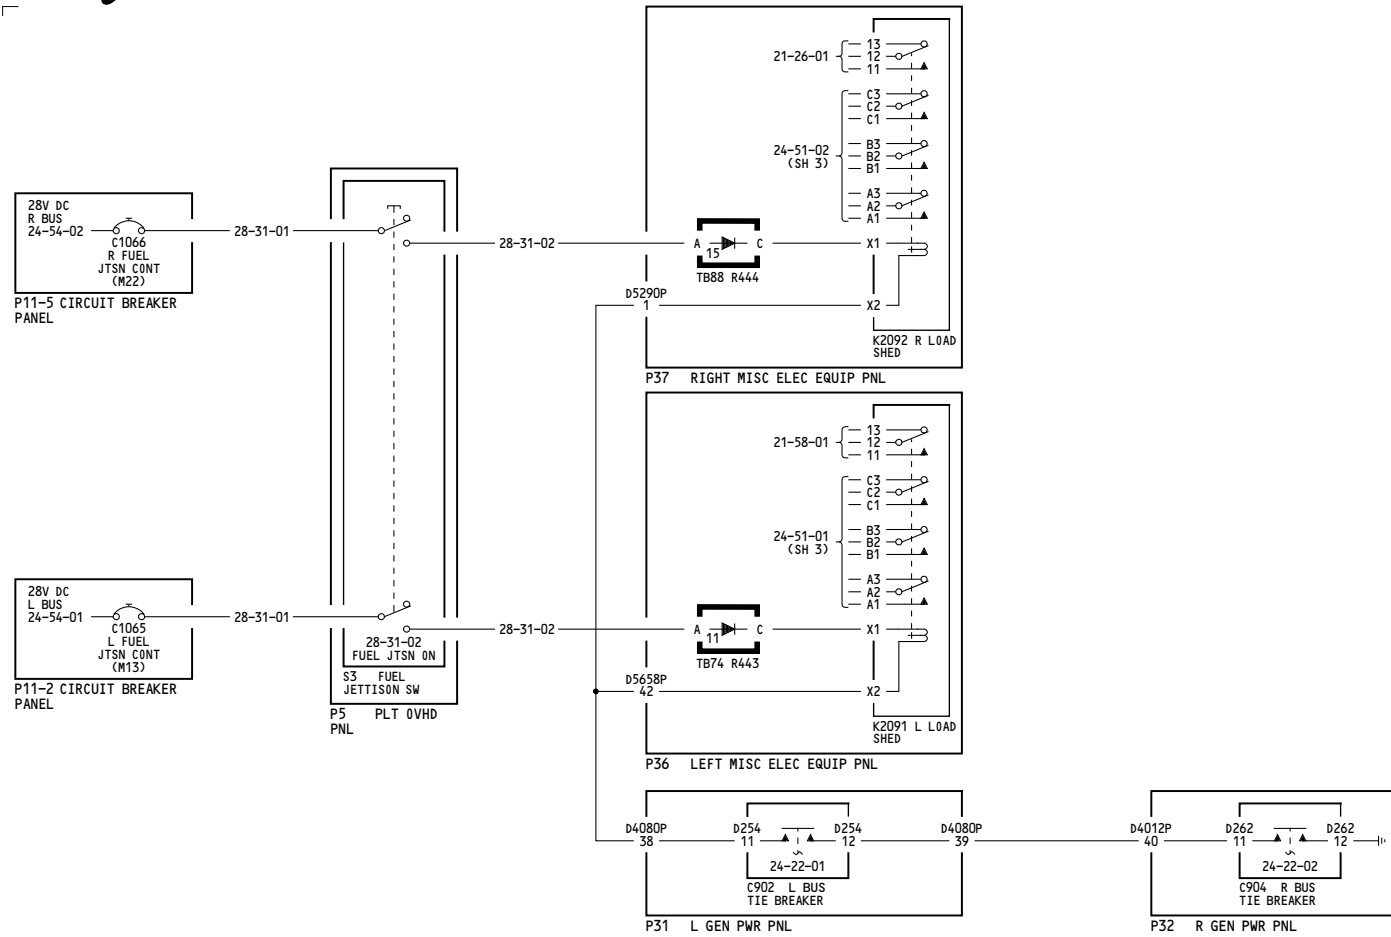 13
21-26-01
12
11
C3
C2
C1
24-51-02
(SH 3)
B3
B2
B1
A3
A2
A1
28V DC
R BUS
24-54-02
C1066
R FUEL
JTSN CONT
(M22)
P11-5 CIRCUIT BREAKER
PANEL
28-31-01
28-31-02
A
15
C
TB88 R444
X1
D5290P
1
X2
K2092 R LOAD
SHED
P37 RIGHT MISC ELEC EQUIP PNL
13
21-58-01
12
11
C3
C2
C1
24-51-01
(SH 3)
B3
B2
B1
A3
A2
A1
28V DC
L BUS
24-54-01
C1065
L FUEL
JTSN CONT
(M13)
P11-2 CIRCUIT BREAKER
PANEL
28-31-01
28-31-02
FUEL JTSN ON
S3 FUEL
JETTISON SW
P5 PLT OVHD
PNL
28-31-02
A
11
C
TB74 R443
X1
D5658P
42
X2
K2091 L LOAD
SHED
P36 LEFT MISC ELEC EQUIP PNL
D4080P
38
D254
11
D254
12
24-22-01
C902 L BUS
TIE BREAKER
D4080P
39
P31 L GEN PWR PNL
D4012P
40
D262
11
D262
12
24-22-02
C904 R BUS
TIE BREAKER
P32 R GEN PWR PNL